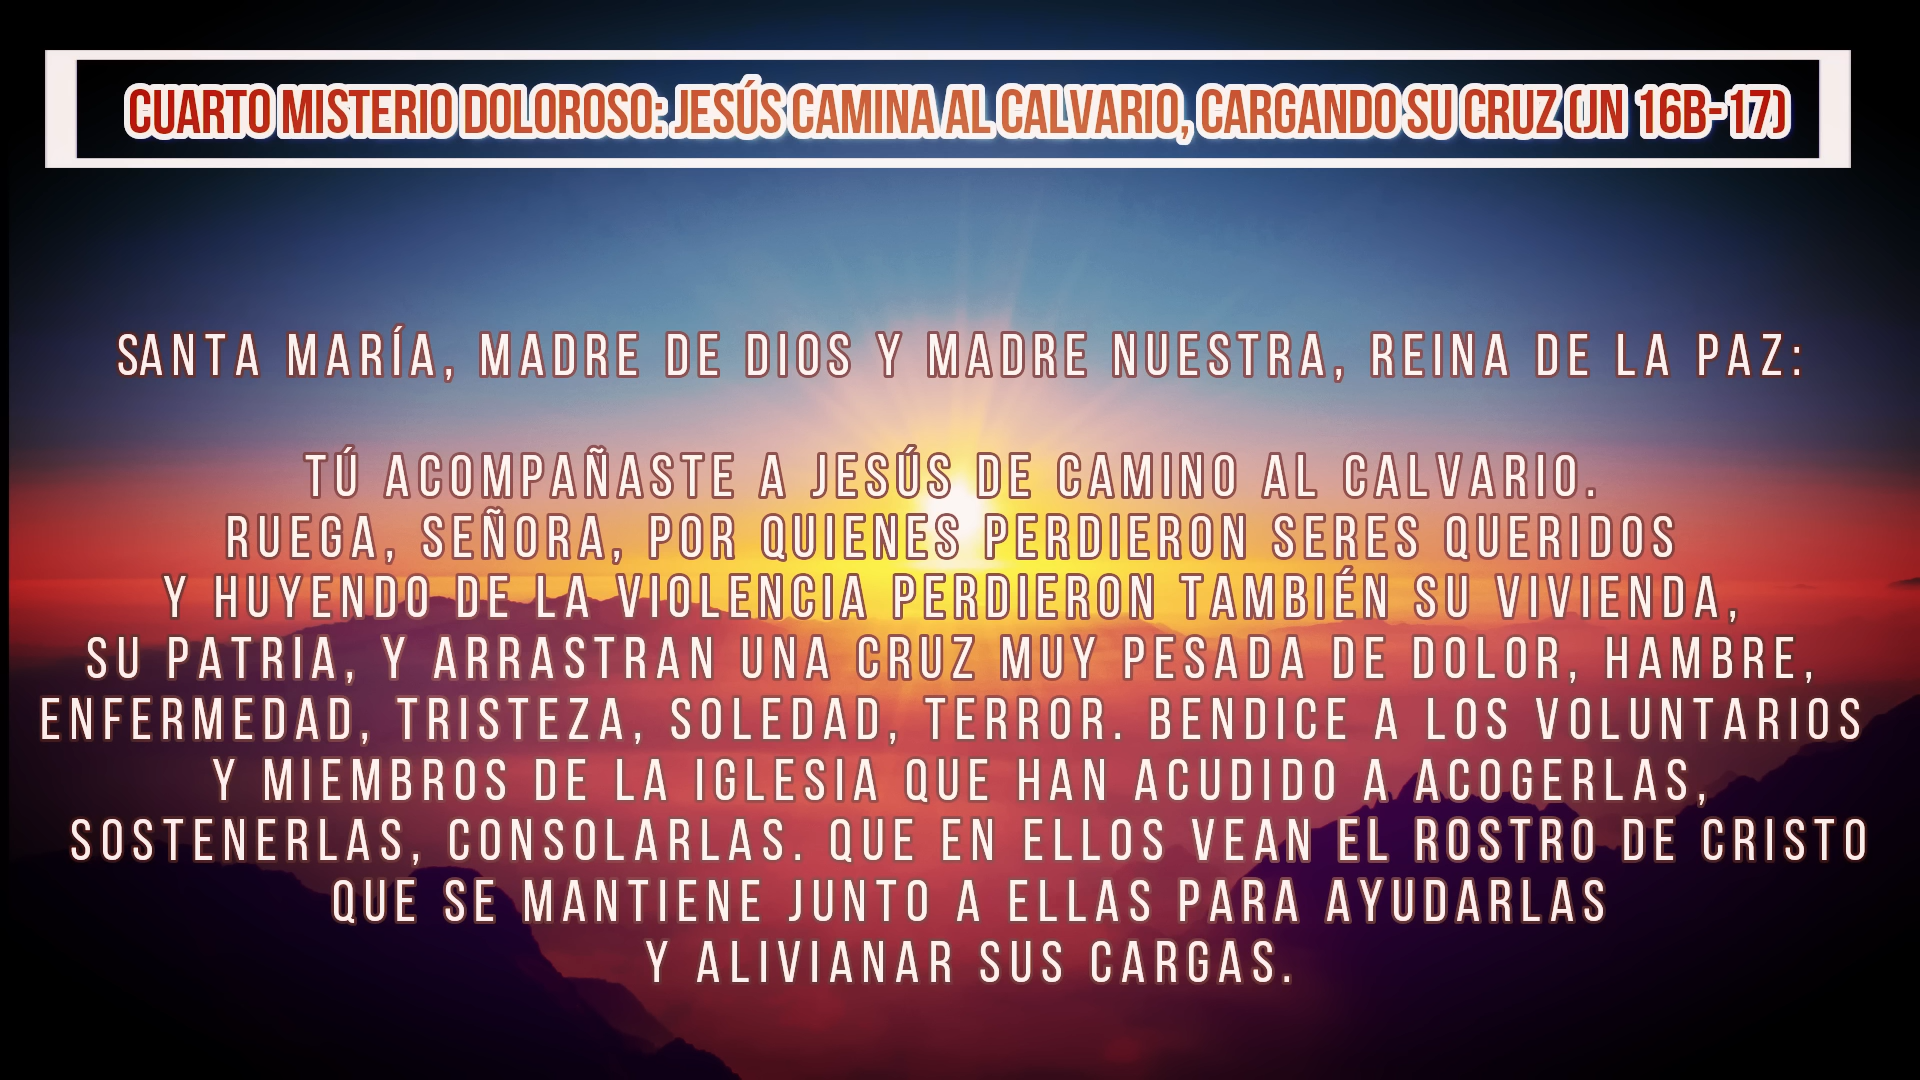 CUARTO MISTERIO DOLOROSO: JESÚS CAMINA AL CALVARIO, CARGANDO SU CRUZ (JN 16B-17)
SANTA MARÍA, MADRE DE DIOS Y MADRE NUESTRA, REINA DE LA PAZ:
TÚ ACOMPAÑASTE A JESÚS DE CAMINO AL CALVARIO.
RUEGA, SEÑORA, POR QUIENES PERDIERON SERES QUERIDOS
Y HUYENDO DE LA VIOLENCIA PERDIERON TAMBIÉN SU VIVIENDA,
SU PATRIA, Y ARRASTRAN UNA CRUZ MUY PESADA DE DOLOR, HAMBRE,
ENFERMEDAD, TRISTEZA, SOLEDAD, TERROR. BENDICE A LOS VOLUNTARIOS
Y MIEMBROS DE LA IGLESIA QUE HAN ACUDIDO A ACOGERLAS,
SOSTENERLAS, CONSOLARLAS. QUE EN ELLOS VEAN EL ROSTRO DE CRISTO
QUE SE MANTIENE JUNTO A ELLAS PARA AYUDARLAS
Y ALIVIANAR SUS CARGAS.